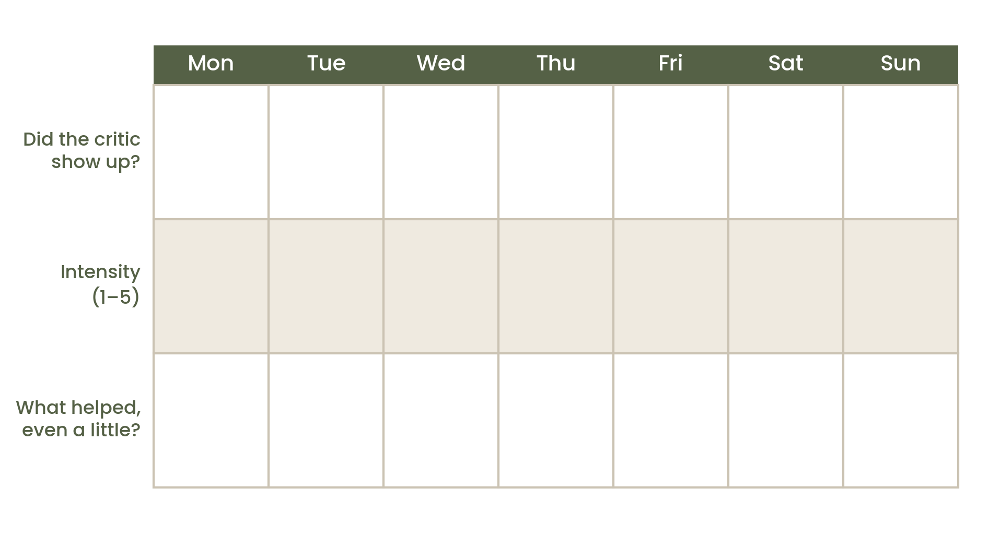 Mon Tue Wed Thu Fri Sat Sun
Did the critic
show up?
Intensity
(1–5)
What helped,
even a little?